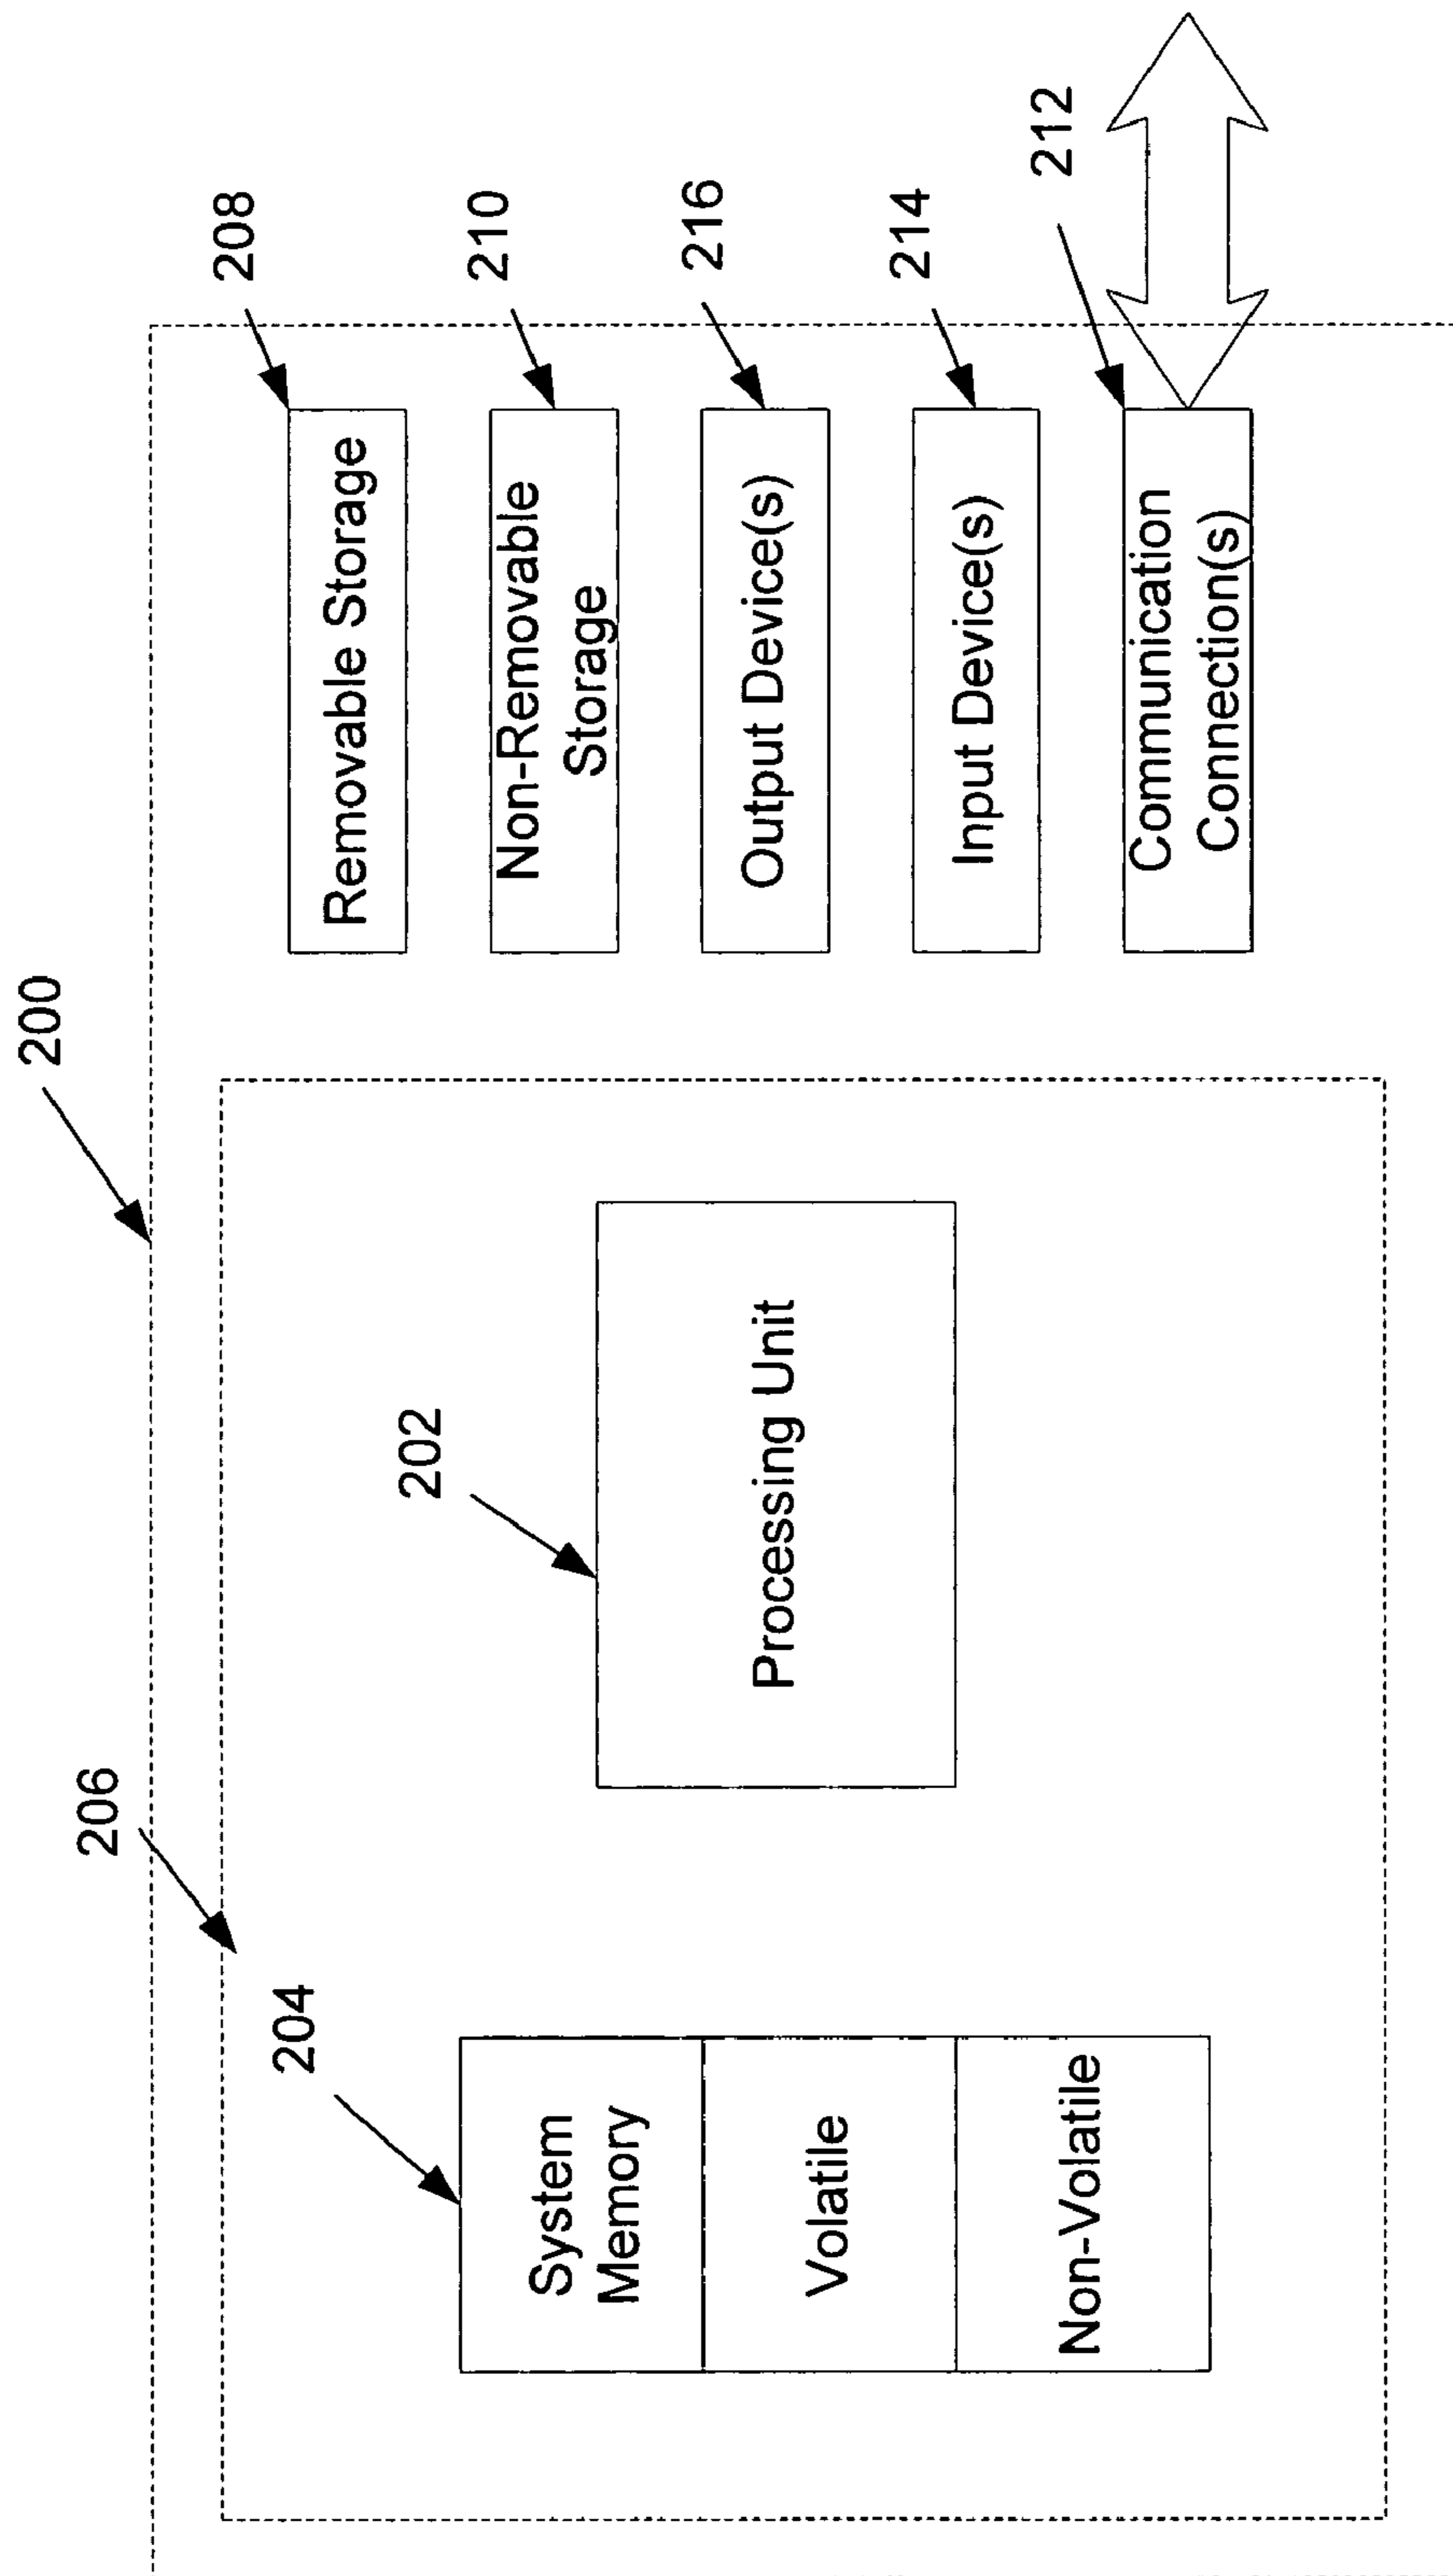 200
206
204
System
Memory
Volatile
Non-Volatile
202
Processing Unit
208
Removable Storage
210
Non-Removable
Storage
216
Output Device(s)
214
Input Device(s)
212
Communication
Connection(s)